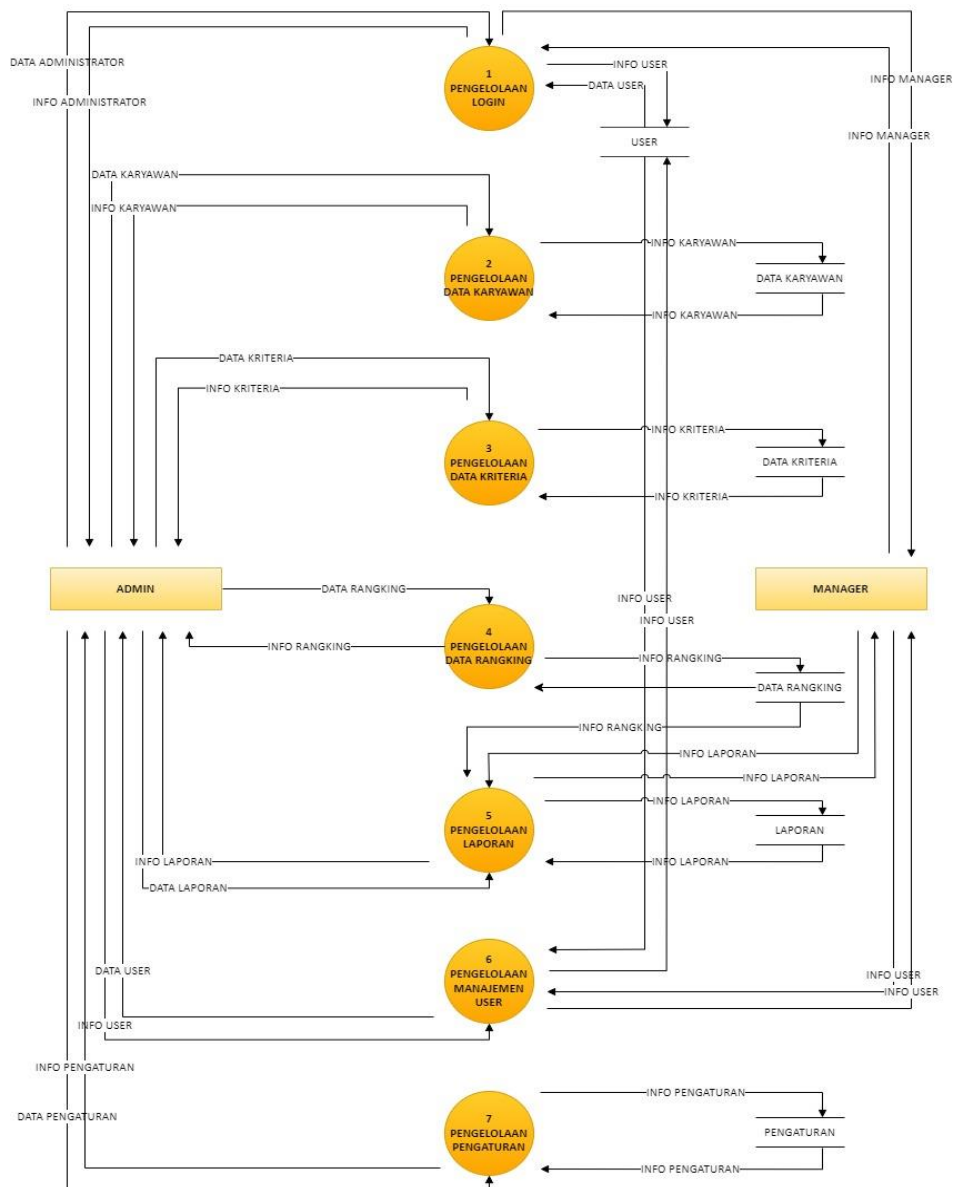 DATA ADMINISTRATOR
INFO ADMINISTRATOR
1
PENGELOLAAN
LOGIN
INFO USER
DATA USER
USER
INFO MANAGER
INFO MANAGER
DATA KARYAWAN
INFO KARYAWAN
2
PENGELOLAAN
DATA KARYAWAN
INFO KARYAWAN
DATA KARYAWAN
INFO KARYAWAN
DATA KRITERIA
INFO KRITERIA
3
PENGELOLAAN
DATA KRITERIA
INFO KRITERIA
DATA KRITERIA
INFO KRITERIA
ADMIN
MANAGER
DATA RANGKING
INFO RANGKING
4
PENGELOLAAN
DATA RANGKING
INFO USER
INFO USER
INFO RANGKING
DATA RANGKING
INFO RANGKING
INFO LAPORAN
INFO LAPORAN
5
PENGELOLAAN
LAPORAN
INFO LAPORAN
LAPORAN
INFO LAPORAN
INFO LAPORAN
DATA LAPORAN
6
PENGELOLAAN
MANAJEMEN
USER
DATA USER
INFO USER
INFO USER
INFO USER
INFO PENGATURAN
DATA PENGATURAN
7
PENGELOLAAN
PENGATURAN
INFO PENGATURAN
PENGATURAN
INFO PENGATURAN